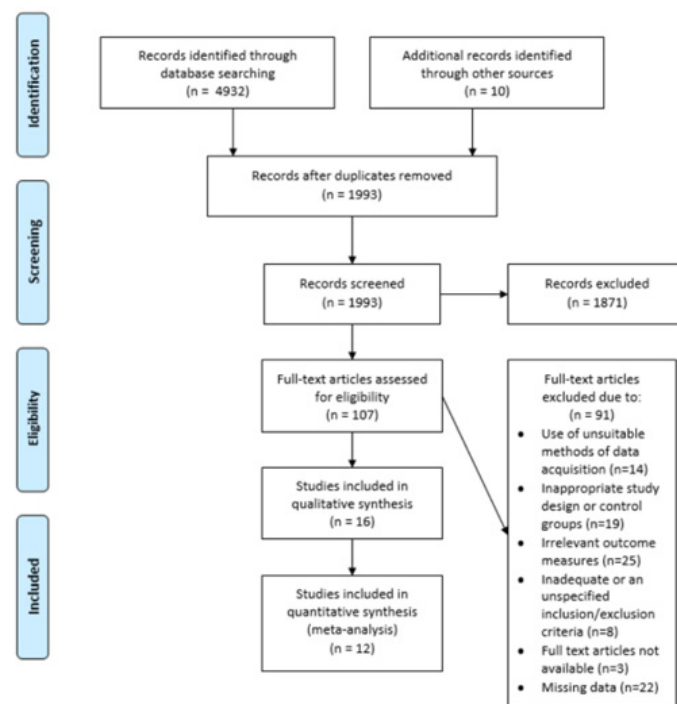 Identification
Records identified through
database searching
(n = 4932)
Additional records identified
through other sources
(n = 10)
Records after duplicates removed
(n = 1993)
Screening
Records screened
(n = 1993)
Records excluded
(n = 1871)
Eligibility
Full-text articles assessed
for eligibility
(n = 107)
Full-text articles
excluded due to:
(n = 91)
• Use of unsuitable
methods of data
acquisition (n=14)
• Inappropriate study
design or control
groups (n=19)
• Irrelevant outcome
measures (n=25)
• Inadequate or an
unspecified
inclusion/exclusion
criteria (n=8)
• Full text articles not
available (n=3)
• Missing data (n=22)
Studies included in
qualitative synthesis
(n = 16)
Included
Studies included in
quantitative synthesis
(meta-analysis)
(n = 12)